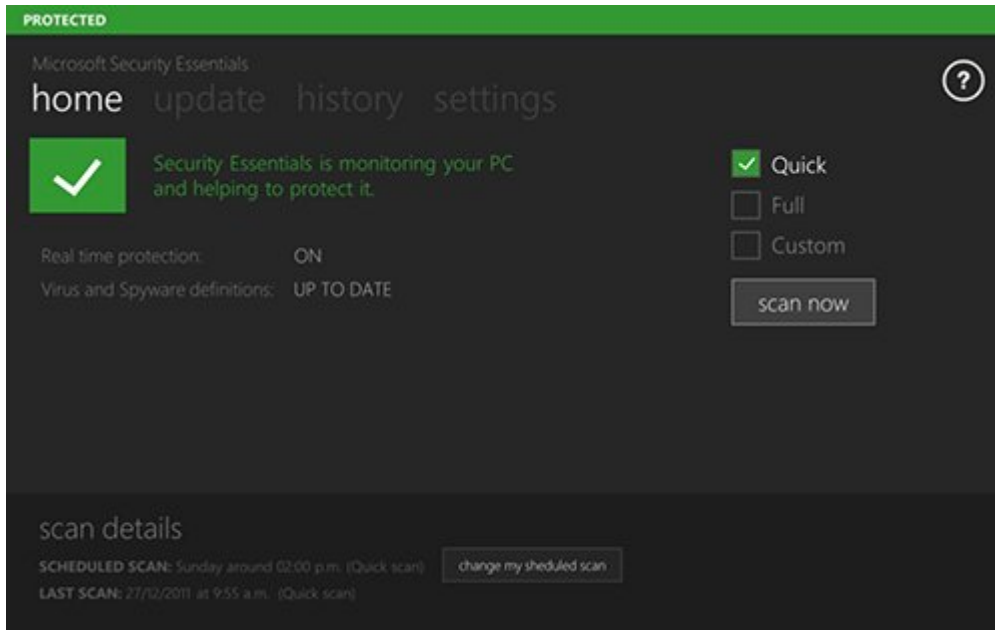 PROTECTED
Microsoft Security Essentials
home update history settings
?
Security Essentials is monitoring your PC
and helping to protect it.
Quick
Full
Custom
Real time protection: ON
Virus and Spyware definitions: UP TO DATE
scan now
scan details
SCHEDULED SCAN: Sunday around 02:00 p.m. (Quick scan)
change my sheduled scan
LAST SCAN: 27/12/2011 at 9:55 a.m. (Quick scan)